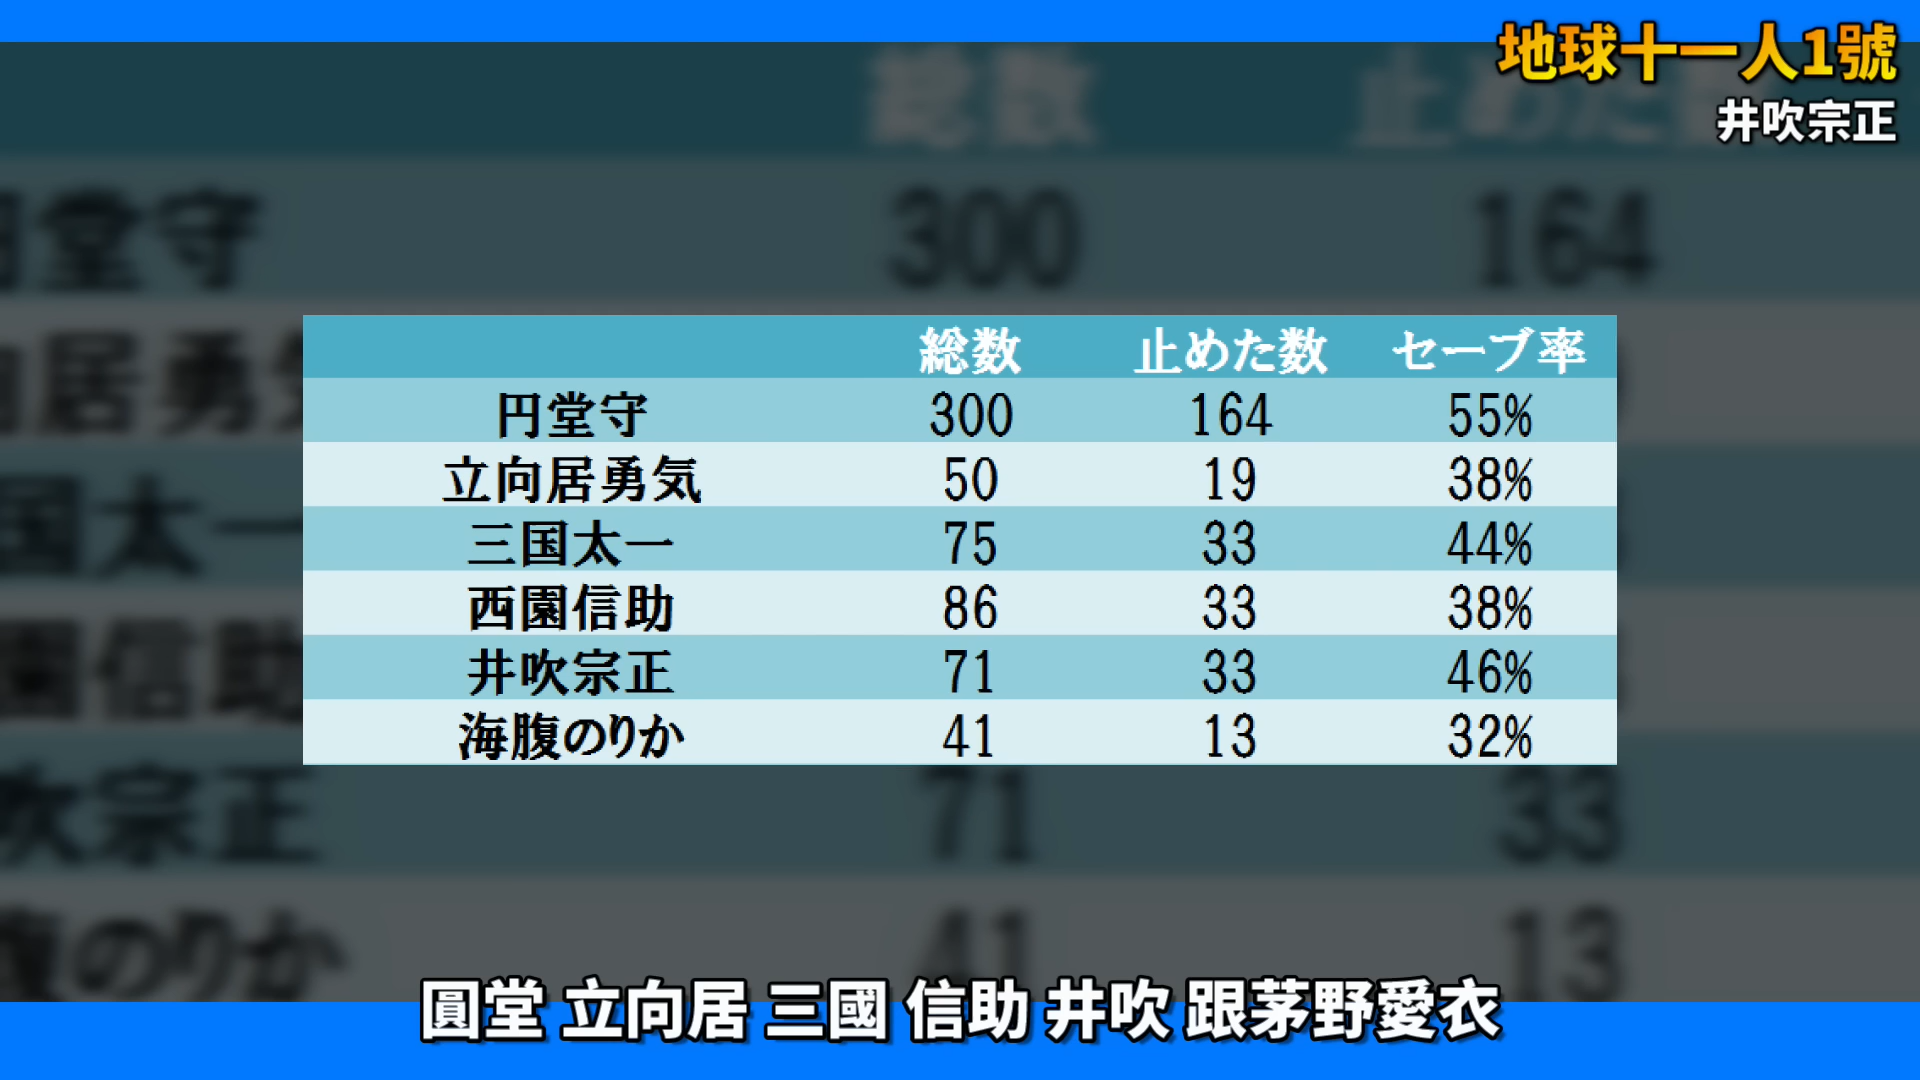 地球十一人1號
井吹宗正
総数 止めた数 セーブ率
円堂守 300 164 55%
立向居勇気 50 19 38%
三国太一 75 33 44%
西園信助 86 33 38%
井吹宗正 71 33 46%
海腹のりか 41 13 32%
圓堂 立向居 三國 信助 井吹 跟茅野愛衣